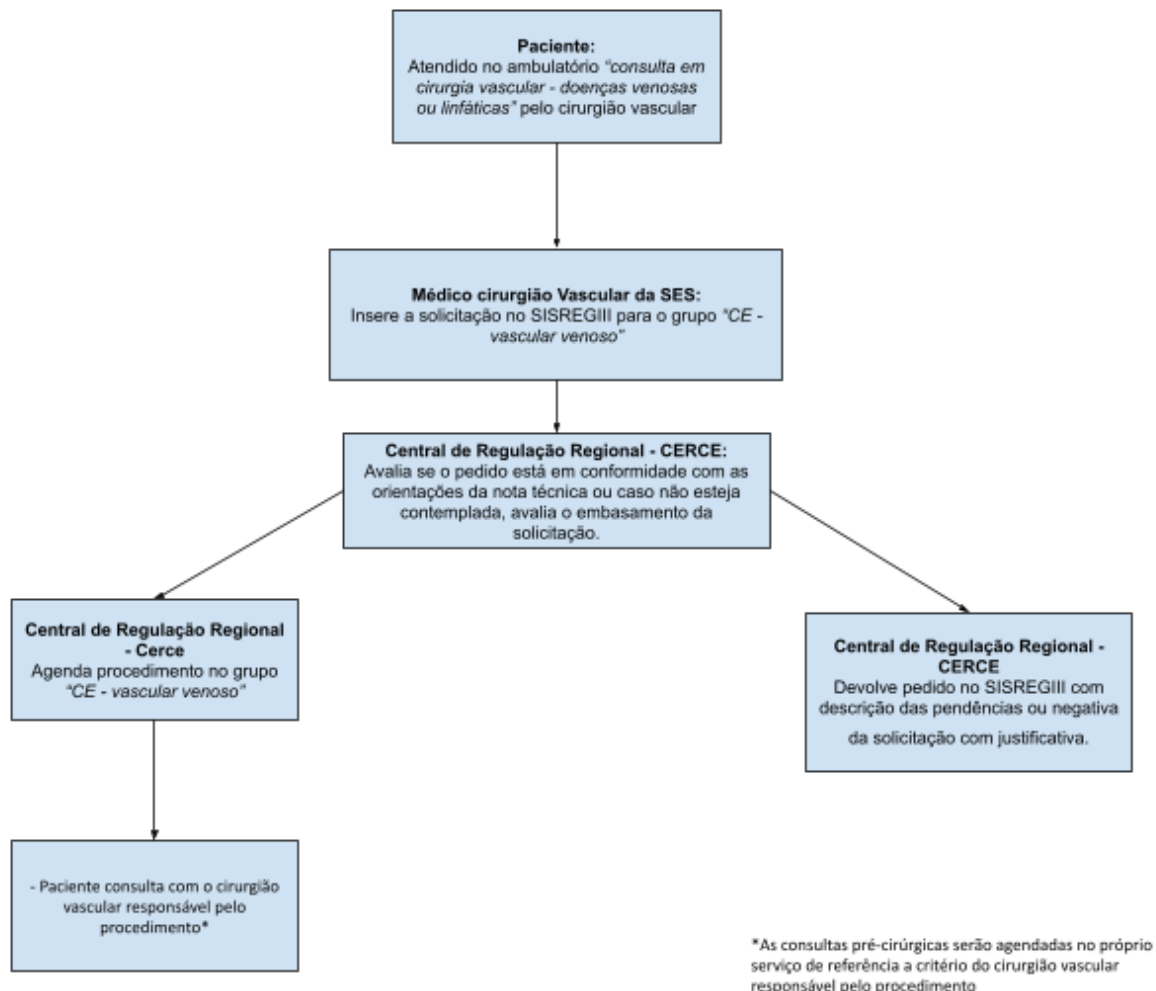 Paciente:
Atendido no ambulatório “consulta em
cirurgia vascular - doenças venosas
ou linfáticas” pelo cirurgião vascular
Médico cirurgião Vascular da SES:
Insere a solicitação no SISREGIII para o grupo “CE -
vascular venoso”
Central de Regulação Regional - CERCE:
Avalia se o pedido está em conformidade com as
orientações da nota técnica ou caso não esteja
contemplada, avalia o embasamento da
solicitação.
Central de Regulação Regional
- Cerce
Agenda procedimento no grupo
“CE - vascular venoso”
Central de Regulação Regional -
CERCE
Devolve pedido no SISREGIII com
descrição das pendências ou negativa
da solicitação com justificativa.
- Paciente consulta com o cirurgião
vascular responsável pelo
procedimento*
*As consultas pré-cirúrgicas serão agendadas no próprio
serviço de referência a critério do cirurgião vascular
responsável pelo procedimento